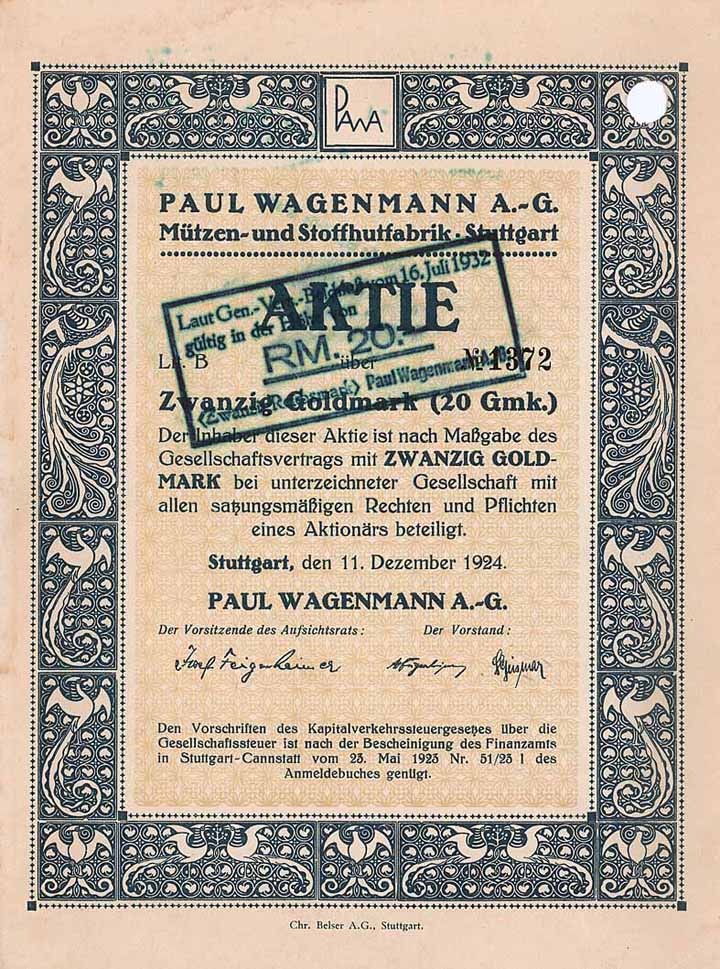 PAWA
PAUL WAGENMANN A.-G.
Mützen- und Stoffhutfabrik · Stuttgart
AKTIE
Laut Gen.-Vers.-Beschluß vom 16. Juli 1932
gültig in der Höhe von
RM. 20.-
(Zwanzig Reichsmark) Paul Wagenmann A.G.
Lit. B über № 1372
Zwanzig Goldmark (20 Gmk.)
Der Inhaber dieser Aktie ist nach Maßgabe des
Gesellschaftsvertrags mit ZWANZIG GOLD-
MARK bei unterzeichneter Gesellschaft mit
allen satzungsmäßigen Rechten und Pflichten
eines Aktionärs beteiligt.
Stuttgart, den 11. Dezember 1924.
PAUL WAGENMANN A.-G.
Der Vorsitzende des Aufsichtsrats: Der Vorstand:
Den Vorschriften des Kapitalverkehrssteuergesetzes über die
Gesellschaftssteuer ist nach der Bescheinigung des Finanzamts
in Stuttgart-Cannstatt vom 23. Mai 1923 Nr. 51/23 I des
Anmeldebuches genügt.
Chr. Belser A.G., Stuttgart.